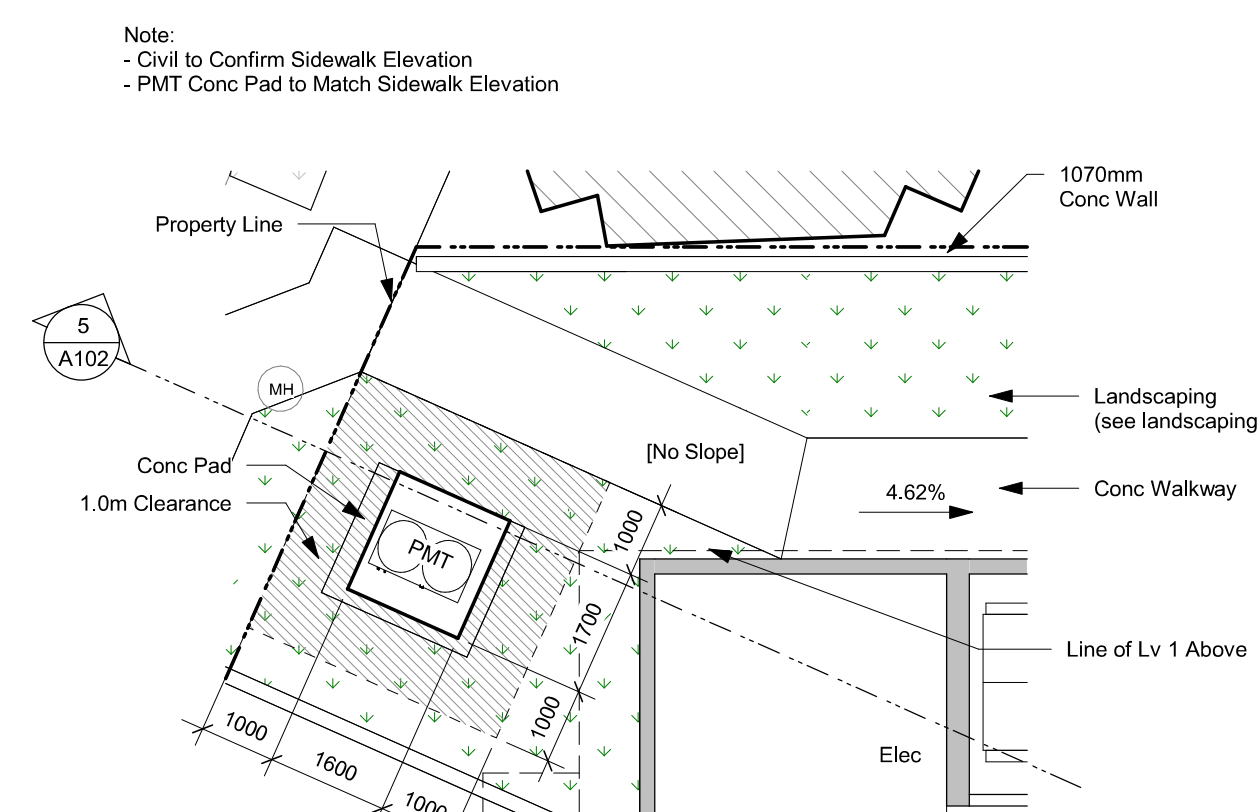 Note:
- Civil to Confirm Sidewalk Elevation
- PMT Conc Pad to Match Sidewalk Elevation
1070mm
Conc Wall
Property Line
5
A102
MH
Landscaping
(see landscaping
[No Slope]
Conc Pad
4.62%
Conc Walkway
1.0m Clearance
1000
PMT
1700
Line of Lv 1 Above
1000
1000
Elec
1600
1000